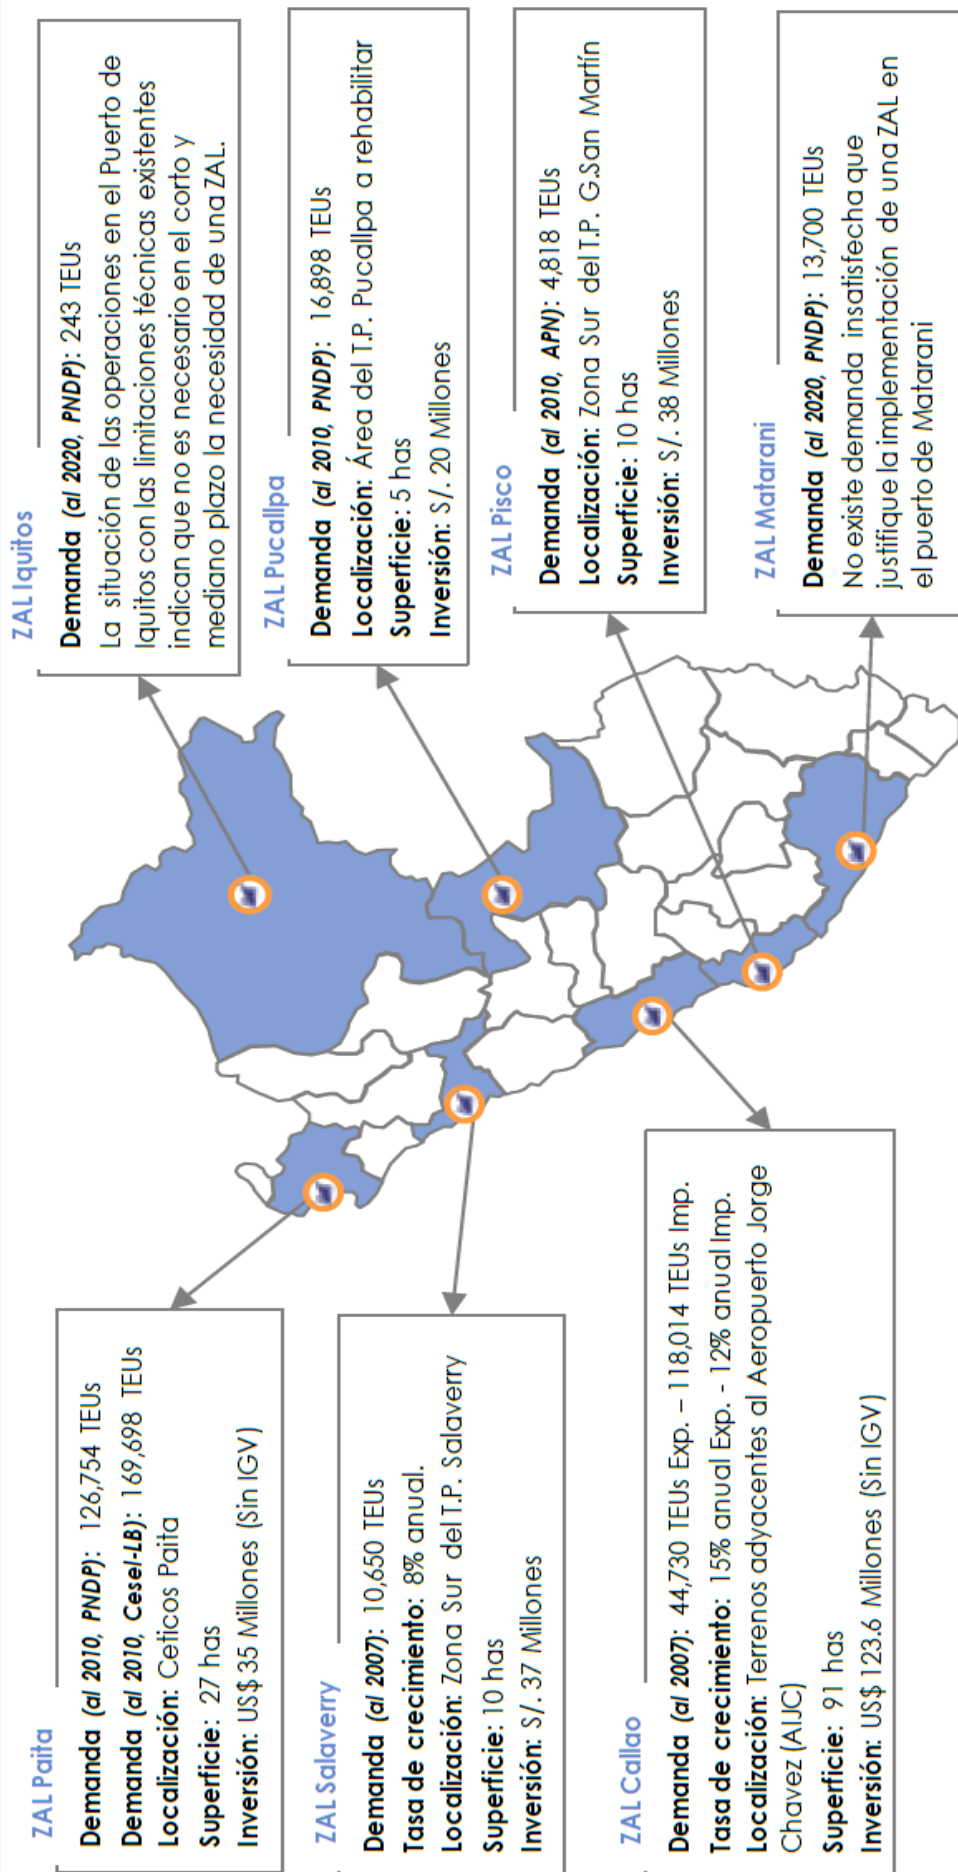 ZAL Paita
Demanda (al 2010, PNDP): 126,754 TEUs
Demanda (al 2010, Cesel-LB): 169,698 TEUs
Localización: Ceticos Paita
Superficie: 27 has
Inversión: US$ 35 Millones (Sin IGV)
ZAL Salaverry
Demanda (al 2007): 10,650 TEUs
Tasa de crecimiento: 8% anual.
Localización: Zona Sur del T.P. Salaverry
Superficie: 10 has
Inversión: S/. 37 Millones
ZAL Callao
Demanda (al 2007): 44,730 TEUs Exp. – 118,014 TEUs Imp.
Tasa de crecimiento: 15% anual Exp. - 12% anual Imp.
Localización: Terrenos adyacentes al Aeropuerto Jorge
Chavez (AIJC)
Superficie: 91 has
Inversión: US$ 123.6 Millones (Sin IGV)
ZAL Iquitos
Demanda (al 2020, PNDP): 243 TEUs
La situación de las operaciones en el Puerto de
Iquitos con las limitaciones técnicas existentes
indican que no es necesario en el corto y
mediano plazo la necesidad de una ZAL.
ZAL Pucallpa
Demanda (al 2010, PNDP): 16,898 TEUs
Localización: Área del T.P. Pucallpa a rehabilitar
Superficie: 5 has
Inversión: S/. 20 Millones
ZAL Pisco
Demanda (al 2010, APN): 4,818 TEUs
Localización: Zona Sur del T.P. G.San Martín
Superficie: 10 has
Inversión: S/. 38 Millones
ZAL Matarani
Demanda (al 2020, PNDP): 13,700 TEUs
No existe demanda insatisfecha que
justifique la implementación de una ZAL en
el puerto de Matarani